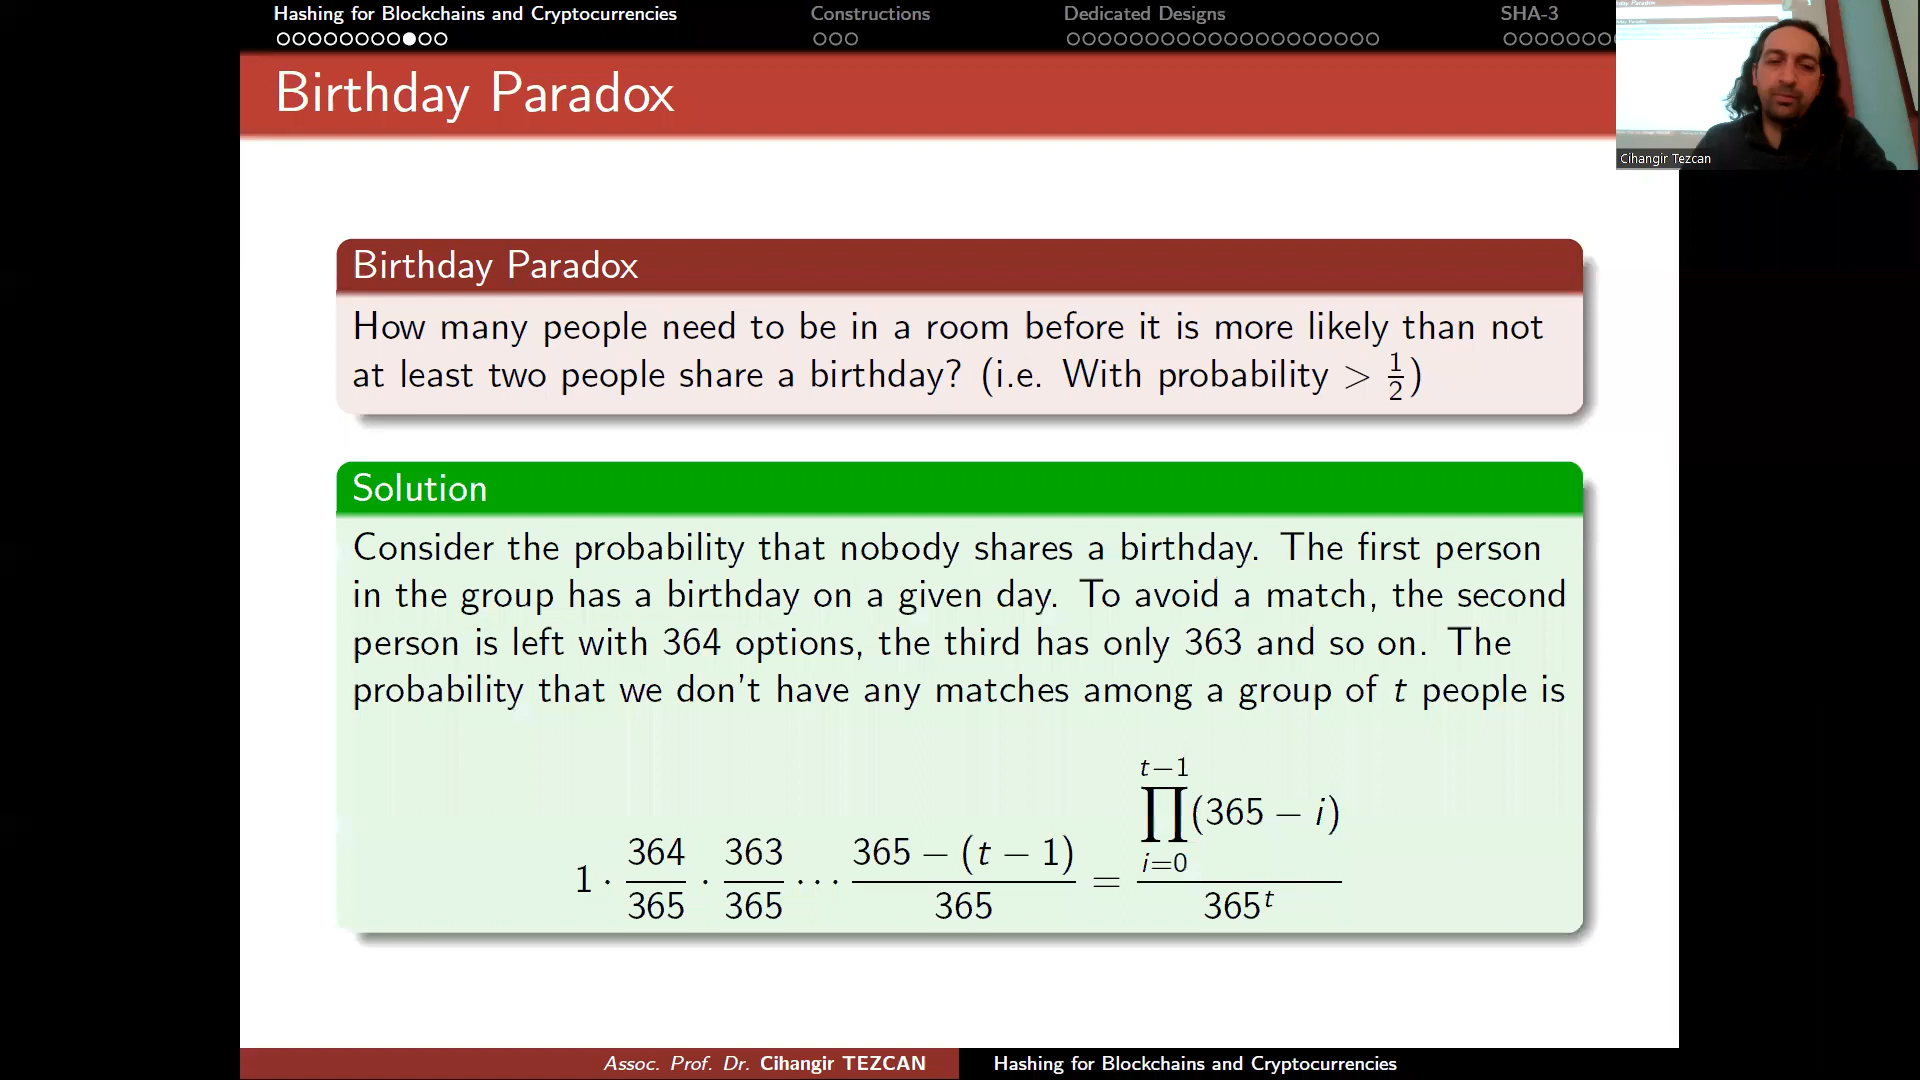 Hashing for Blockchains and Cryptocurrencies Constructions Dedicated Designs SHA-3
Birthday Paradox
Cihangir Tezcan
Birthday Paradox
How many people need to be in a room before it is more likely than not
at least two people share a birthday? (i.e. With probability > 1/2)
Solution
Consider the probability that nobody shares a birthday. The first person
in the group has a birthday on a given day. To avoid a match, the second
person is left with 364 options, the third has only 363 and so on. The
probability that we don't have any matches among a group of t people is
1 · 364/365 · 363/365 ··· 365 − (t − 1)/365 = ∏_{i=0}^{t−1}(365 − i)/365^t
Assoc. Prof. Dr. Cihangir TEZCAN Hashing for Blockchains and Cryptocurrencies